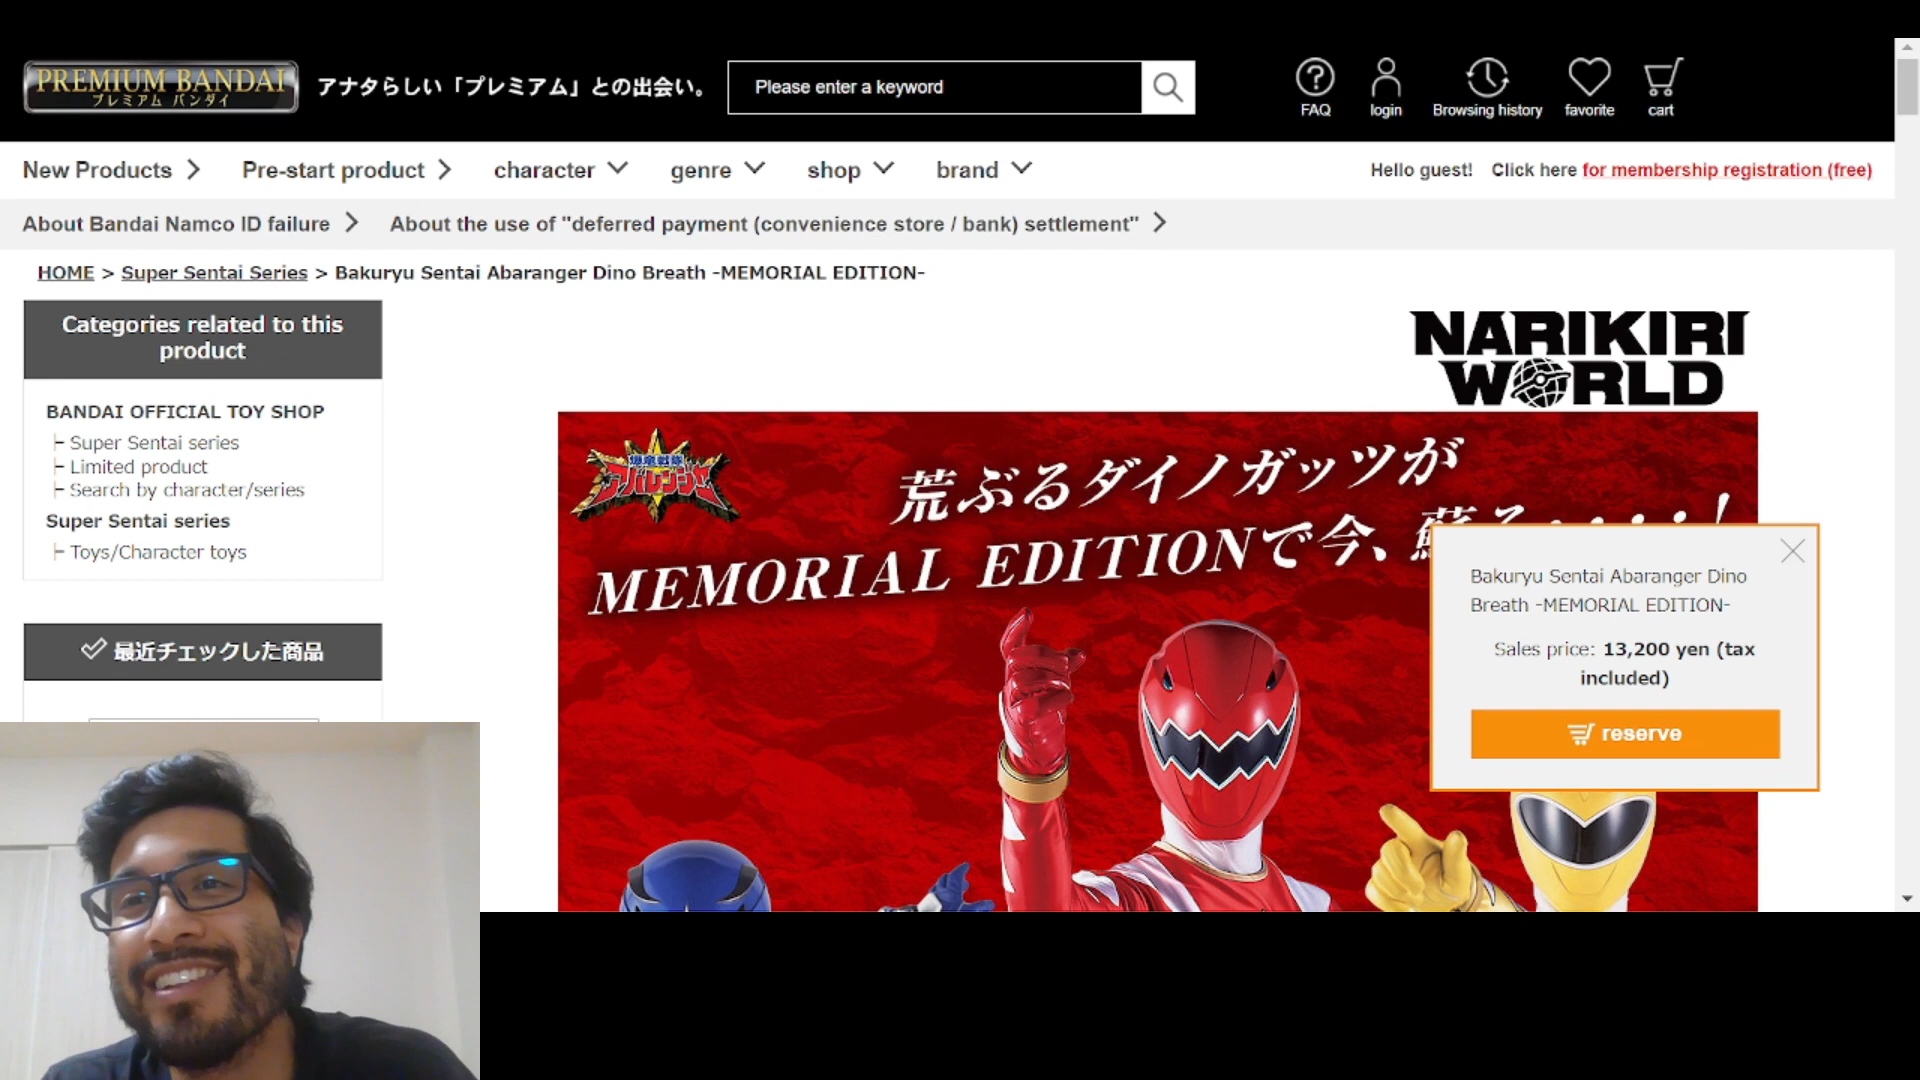 PREMIUM BANDAI
プレミアム バンダイ
アナタらしい「プレミアム」との出会い。
Please enter a keyword
FAQ
login
Browsing history
favorite
cart
New Products
Pre-start product
character
genre
shop
brand
Hello guest! Click here for membership registration (free)
About Bandai Namco ID failure
About the use of "deferred payment (convenience store / bank) settlement"
HOME > Super Sentai Series > Bakuryu Sentai Abaranger Dino Breath -MEMORIAL EDITION-
Categories related to this
product
BANDAI OFFICIAL TOY SHOP
Super Sentai series
Limited product
Search by character/series
Super Sentai series
Toys/Character toys
最近チェックした商品
NARIKIRI
WORLD
爆竜戦隊
アバレンジャー
荒ぶるダイノガッツが
MEMORIAL EDITIONで今、
Bakuryu Sentai Abaranger Dino
Breath -MEMORIAL EDITION-
Sales price: 13,200 yen (tax
included)
reserve